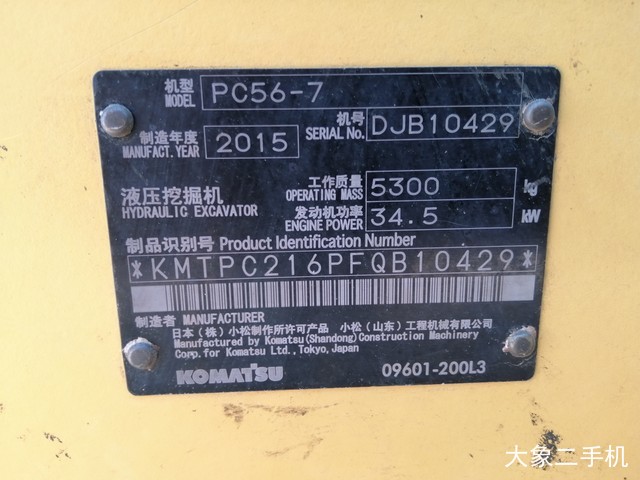 机型
MODEL
PC56-7
制造年度
MANUFACT. YEAR
2015
机号
SERIAL No.
DJB10429
液压挖掘机
HYDRAULIC EXCAVATOR
工作质量
OPERATING MASS
5300
kg
发动机功率
ENGINE POWER
34.5
kW
制品识别号 Product Identification Number
*KMTPC216PFQB10429*
制造者 MANUFACTURER
日本（株）小松制作所许可产品 小松（山东）工程机械有限公司
Manufactured by Komatsu(Shandong)Construction Machinery
Corp.for Komatsu Ltd.,Tokyo,Japan
KOMATSU
09601-200L3
大象二手机